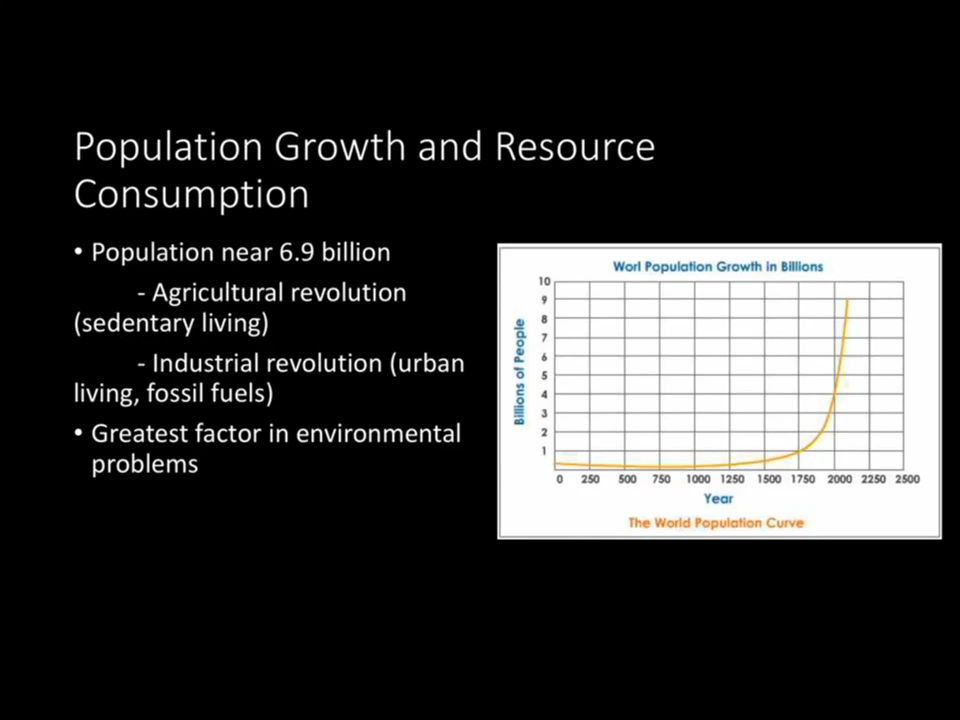 Population Growth and Resource
Consumption
• Population near 6.9 billion
- Agricultural revolution
(sedentary living)
- Industrial revolution (urban
living, fossil fuels)
• Greatest factor in environmental
problems
Worl Population Growth in Billions
Billions of People
10
9
8
7
6
5
4
3
2
1
0 250 500 750 1000 1250 1500 1750 2000 2250 2500
Year
The World Population Curve